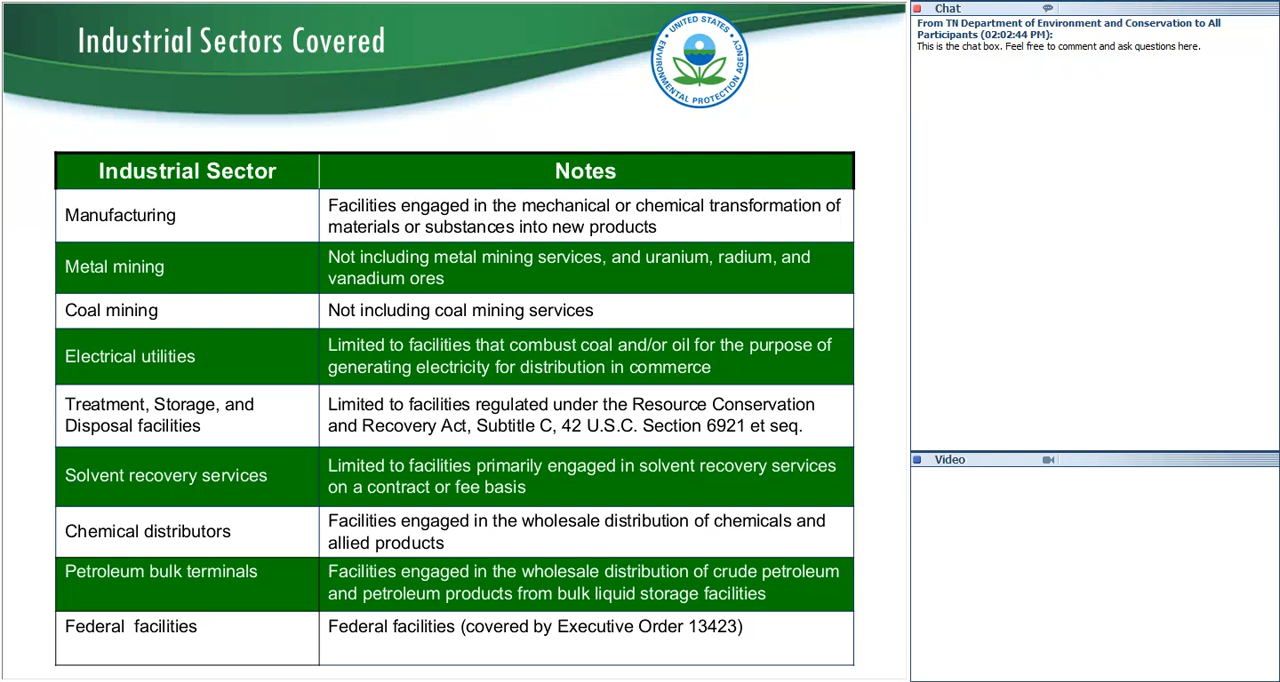 Industrial Sectors Covered
UNITED STATES
ENVIRONMENTAL PROTECTION AGENCY
Industrial Sector
Notes
Manufacturing
Facilities engaged in the mechanical or chemical transformation of
materials or substances into new products
Metal mining
Not including metal mining services, and uranium, radium, and
vanadium ores
Coal mining
Not including coal mining services
Electrical utilities
Limited to facilities that combust coal and/or oil for the purpose of
generating electricity for distribution in commerce
Treatment, Storage, and
Disposal facilities
Limited to facilities regulated under the Resource Conservation
and Recovery Act, Subtitle C, 42 U.S.C. Section 6921 et seq.
Solvent recovery services
Limited to facilities primarily engaged in solvent recovery services
on a contract or fee basis
Chemical distributors
Facilities engaged in the wholesale distribution of chemicals and
allied products
Petroleum bulk terminals
Facilities engaged in the wholesale distribution of crude petroleum
and petroleum products from bulk liquid storage facilities
Federal facilities
Federal facilities (covered by Executive Order 13423)
Chat
From TN Department of Environment and Conservation to All
Participants (02:02:44 PM):
This is the chat box. Feel free to comment and ask questions here.
Video